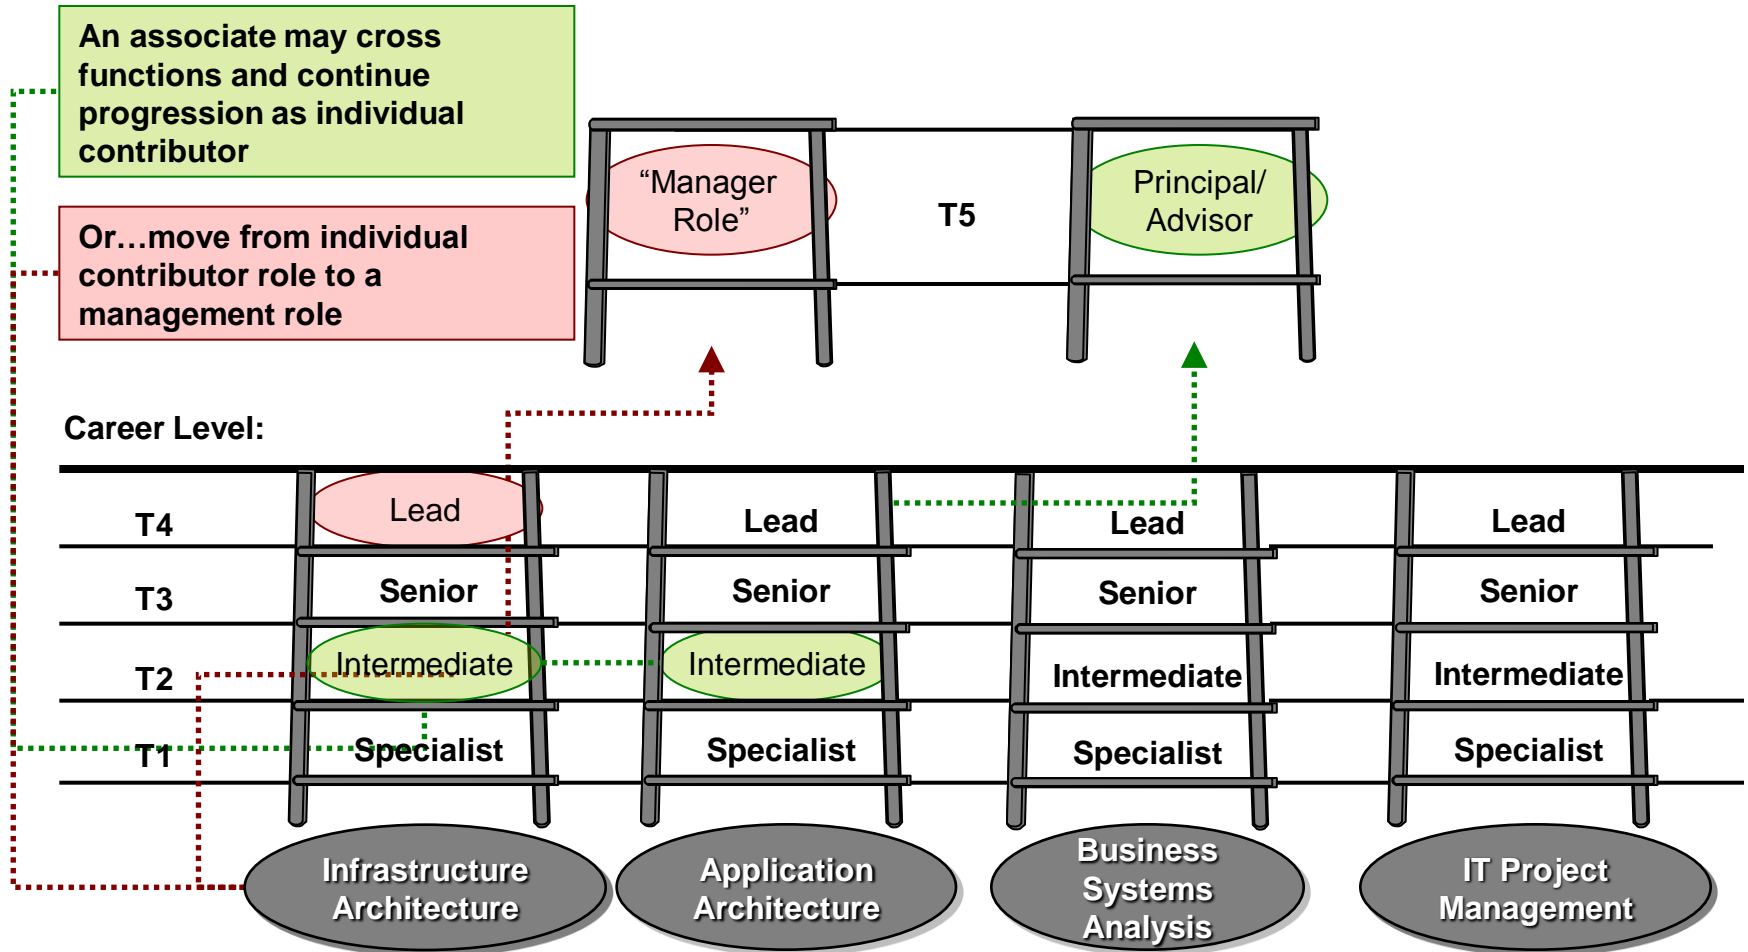 An associate may cross
functions and continue
progression as individual
contributor
Or…move from individual
contributor role to a
management role
“Manager
Role”
T5
Principal/
Advisor
Career Level:
T4
Lead
Lead
Lead
Lead
T3
Senior
Senior
Senior
Senior
T2
Intermediate
Intermediate
Intermediate
Intermediate
T1
Specialist
Specialist
Specialist
Specialist
Infrastructure
Architecture
Application
Architecture
Business
Systems
Analysis
IT Project
Management